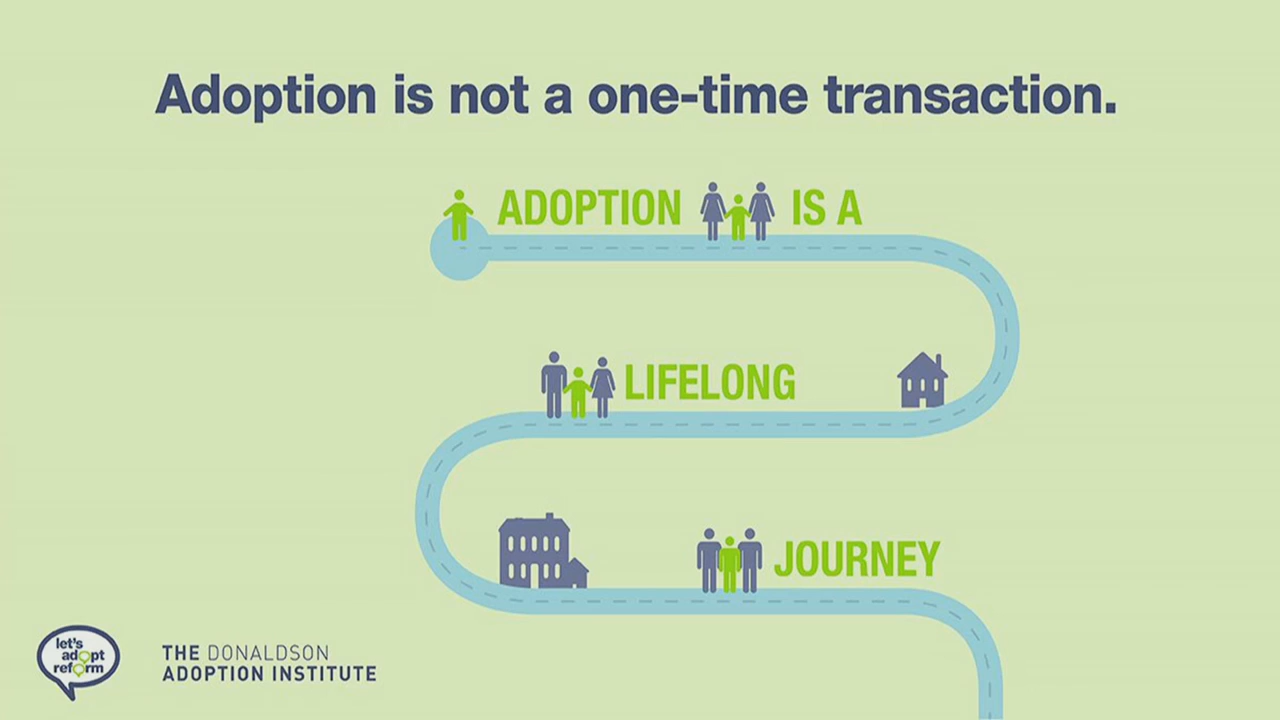 Adoption is not a one-time transaction.
ADOPTION IS A
LIFELONG
JOURNEY
let's
adopt
reform
THE DONALDSON
ADOPTION INSTITUTE